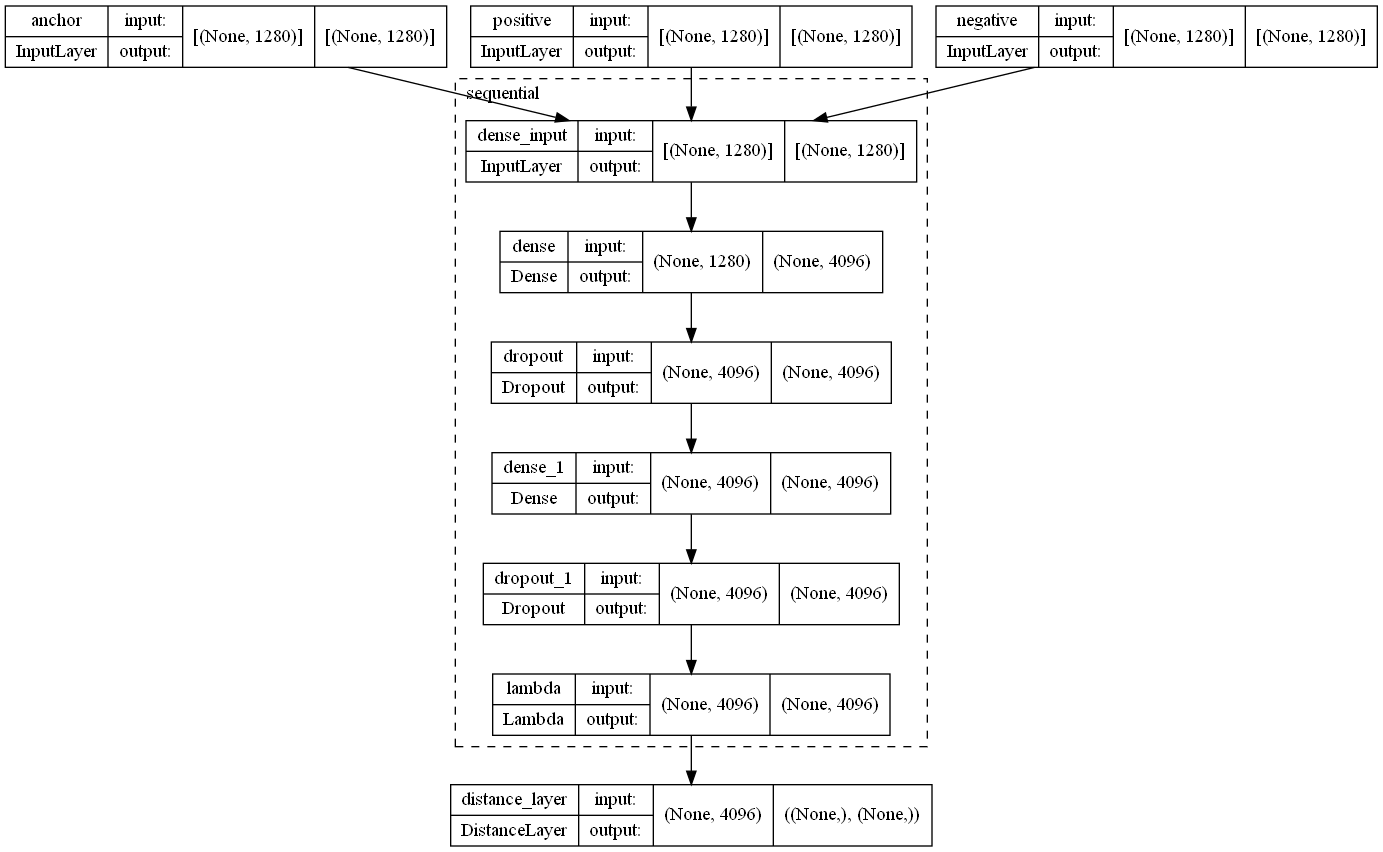 anchor input: [(None, 1280)] [(None, 1280)]
InputLayer output:
positive input: [(None, 1280)] [(None, 1280)]
InputLayer output:
negative input: [(None, 1280)] [(None, 1280)]
InputLayer output:
sequential
dense_input input: [(None, 1280)] [(None, 1280)]
InputLayer output:
dense input: (None, 1280) (None, 4096)
Dense output:
dropout input: (None, 4096) (None, 4096)
Dropout output:
dense_1 input: (None, 4096) (None, 4096)
Dense output:
dropout_1 input: (None, 4096) (None, 4096)
Dropout output:
lambda input: (None, 4096) (None, 4096)
Lambda output:
distance_layer input: (None, 4096) ((None,), (None,))
DistanceLayer output: